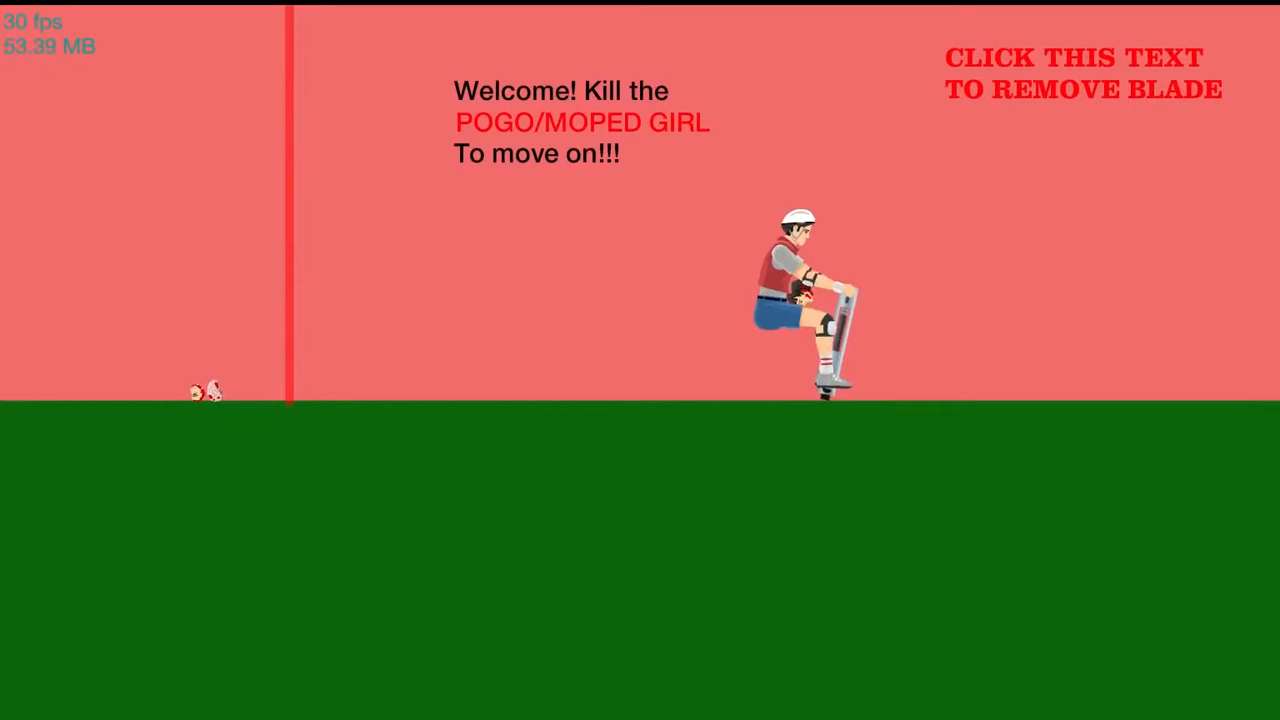 30 fps
53.39 MB
CLICK THIS TEXT
TO REMOVE BLADE
Welcome! Kill the
POGO/MOPED GIRL
To move on!!!